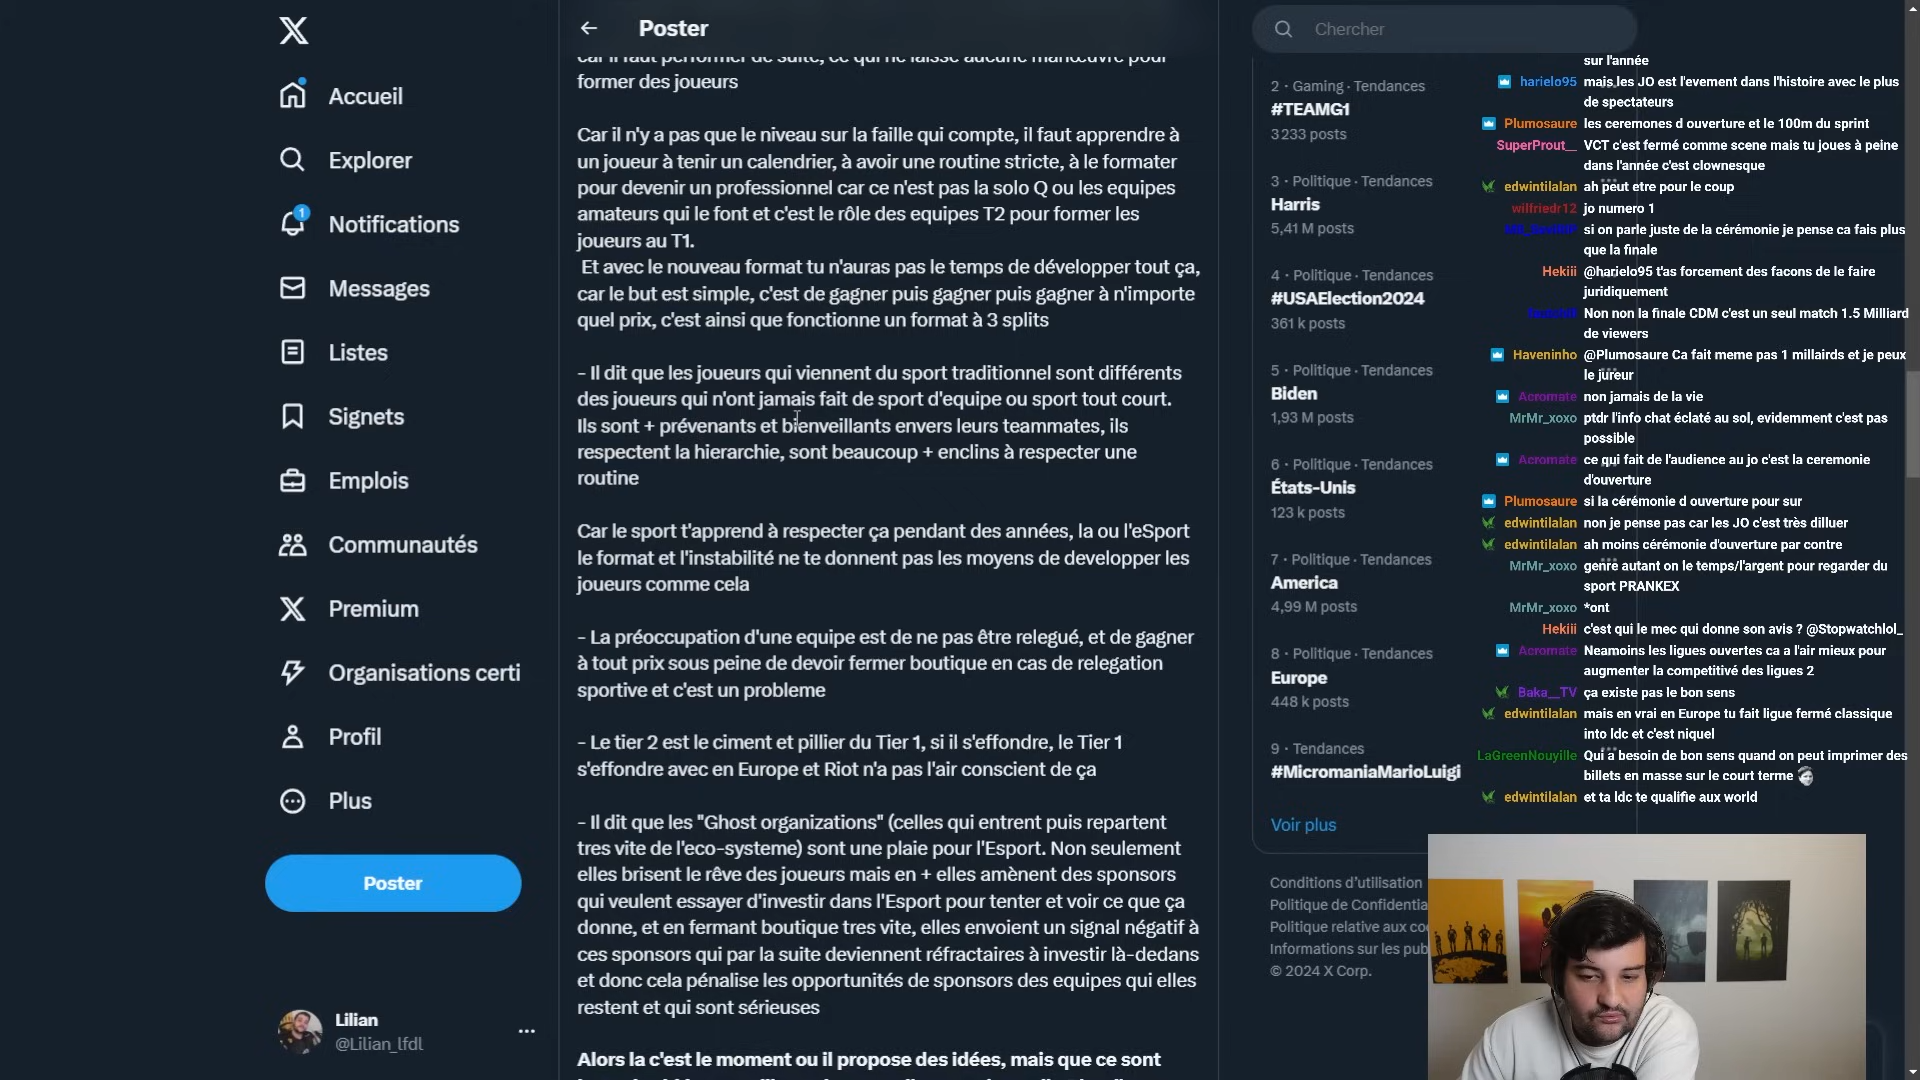 Accueil
Explorer
1
Notifications
Messages
Listes
Signets
Emplois
Communautés
Premium
Organisations certi
Profil
Plus
Poster
Lilian
@Lilian_lfdl
Poster
car il faut performer de suite, ce qui ne laisse aucune manœuvre pour
former des joueurs
Car il n'y a pas que le niveau sur la faille qui compte, il faut apprendre à
un joueur à tenir un calendrier, à avoir une routine stricte, à le formater
pour devenir un professionnel car ce n'est pas la solo Q ou les equipes
amateurs qui le font et c'est le rôle des equipes T2 pour former les
joueurs au T1.
Et avec le nouveau format tu n'auras pas le temps de développer tout ça,
car le but est simple, c'est de gagner puis gagner puis gagner à n'importe
quel prix, c'est ainsi que fonctionne un format à 3 splits
- Il dit que les joueurs qui viennent du sport traditionnel sont différents
des joueurs qui n'ont jamais fait de sport d'equipe ou sport tout court.
Ils sont + prévenants et bienveillants envers leurs teammates, ils
respectent la hierarchie, sont beaucoup + enclins à respecter une
routine
Car le sport t'apprend à respecter ça pendant des années, la ou l'eSport
le format et l'instabilité ne te donnent pas les moyens de developper les
joueurs comme cela
- La préoccupation d'une equipe est de ne pas être relegué, et de gagner
à tout prix sous peine de devoir fermer boutique en cas de relegation
sportive et c'est un probleme
- Le tier 2 est le ciment et pillier du Tier 1, si il s'effondre, le Tier 1
s'effondre avec en Europe et Riot n'a pas l'air conscient de ça
- Il dit que les "Ghost organizations" (celles qui entrent puis repartent
tres vite de l'eco-systeme) sont une plaie pour l'Esport. Non seulement
elles brisent le rêve des joueurs mais en + elles amènent des sponsors
qui veulent essayer d'investir dans l'Esport pour tenter et voir ce que ça
donne, et en fermant boutique tres vite, elles envoient un signal négatif à
ces sponsors qui par la suite deviennent réfractaires à investir là-dedans
et donc cela pénalise les opportunités de sponsors des equipes qui elles
restent et qui sont sérieuses
Alors la c'est le moment ou il propose des idées, mais que ce sont
Chercher
2 · Gaming · Tendances
#TEAMG1
3 233 posts
3 · Politique · Tendances
Harris
5,41 M posts
4 · Politique · Tendances
#USAElection2024
361 k posts
5 · Politique · Tendances
Biden
1,93 M posts
6 · Politique · Tendances
États-Unis
123 k posts
7 · Politique · Tendances
America
4,99 M posts
8 · Politique · Tendances
Europe
448 k posts
9 · Tendances
#MicromaniaMarioLuigi
Voir plus
Conditions d'utilisation
Politique de Confidentia
Politique relative aux co
Informations sur les pub
© 2024 X Corp.
sur l'année
harielo95 mais les JO est l'evement dans l'histoire avec le plus
de spectateurs
Plumosaure les ceremones d ouverture et le 100m du sprint
SuperProut__ VCT c'est fermé comme scene mais tu joues à peine
dans l'année c'est clownesque
edwintilalan ah peut etre pour le coup
wilfriedr12 jo numero 1
si on parle juste de la cérémonie je pense ca fais plus
que la finale
Hekiii @harielo95 t'as forcement des facons de le faire
juridiquement
Non non la finale CDM c'est un seul match 1.5 Milliard
de viewers
Haveninho @Plumosaure Ca fait meme pas 1 millairds et je peux
le jureur
Acromate non jamais de la vie
MrMr_xoxo ptdr l'info chat éclaté au sol, evidemment c'est pas
possible
Acromate ce qui fait de l'audience au jo c'est la ceremonie
d'ouverture
Plumosaure si la cérémonie d ouverture pour sur
edwintilalan non je pense pas car les JO c'est très dilluer
edwintilalan ah moins cérémonie d'ouverture par contre
MrMr_xoxo genre autant on le temps/l'argent pour regarder du
sport PRANKEX
MrMr_xoxo *ont
Hekiii c'est qui le mec qui donne son avis ? @Stopwatchlol_
Acromate Neamoins les ligues ouvertes ca a l'air mieux pour
augmenter la competitivé des ligues 2
Baka__TV ça existe pas le bon sens
edwintilalan mais en vrai en Europe tu fait ligue fermé classique
into ldc et c'est niquel
LaGreenNouyille Qui a besoin de bon sens quand on peut imprimer des
billets en masse sur le court terme
edwintilalan et ta ldc te qualifie aux world